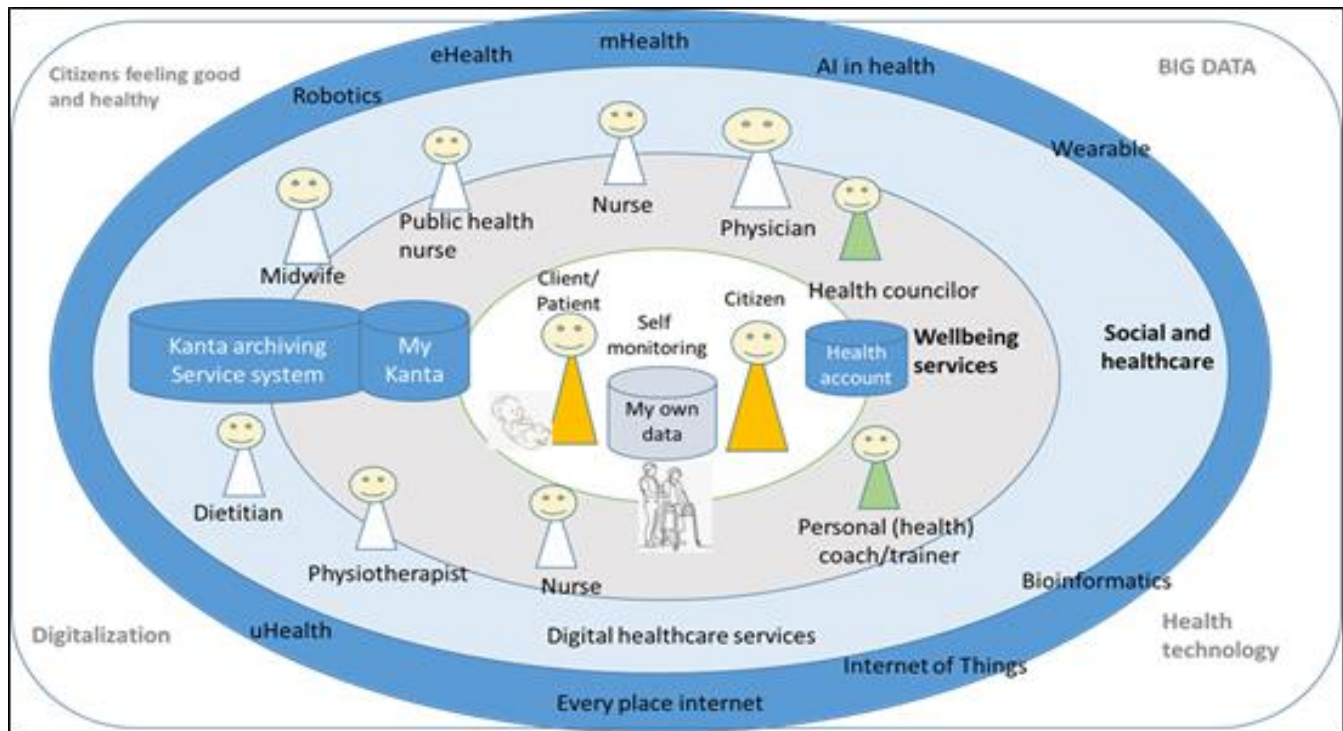 mHealth
eHealth
AI in health
Citizens feeling good
and healthy
BIG DATA
Robotics
Wearable
Nurse
Public health
nurse
Physician
Midwife
Client/
Patient
Citizen
Health councilor
Self
monitoring
Kanta archiving
Service system
My
Kanta
Health
account
Wellbeing
services
Social and
healthcare
My own
data
Dietitian
Personal (health)
coach/trainer
Physiotherapist
Nurse
Bioinformatics
Digitalization
uHealth
Digital healthcare services
Health
technology
Internet of Things
Every place internet